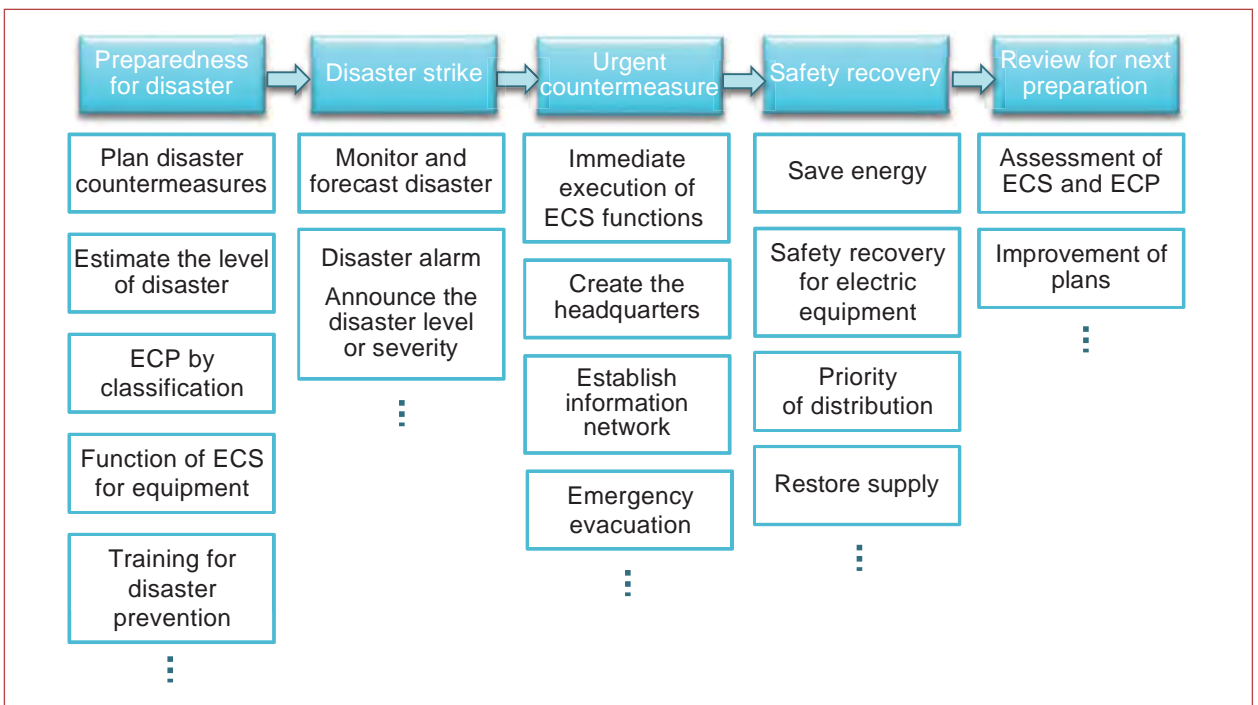 Preparedness
for disaster
Disaster strike
Urgent
countermeasure
Safety recovery
Review for next
preparation
Plan disaster
countermeasures
Estimate the level
of disaster
ECP by
classification
Function of ECS
for equipment
Training for
disaster
prevention
Monitor and
forecast disaster
Disaster alarm
Announce the
disaster level
or severity
Immediate
execution of
ECS functions
Create the
headquarters
Establish
information
network
Emergency
evacuation
Save energy
Safety recovery
for electric
equipment
Priority
of distribution
Restore supply
Assessment of
ECS and ECP
Improvement of
plans